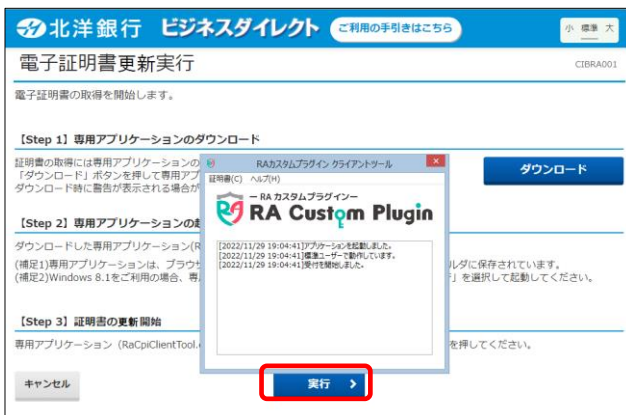 北洋銀行 ビジネスダイレクト ご利用の手引きはこちら 小 標準 大
電子証明書更新実行 CIBRA001
電子証明書の取得を開始します。
【Step 1】専用アプリケーションのダウンロード
証明書の取得には専用アプリケーションの
「ダウンロード」ボタンを押して専用アプ
ダウンロード時に警告が表示される場合が
ダウンロード
RAカスタムプラグイン クライアントツール
証明書(C) ヘルプ(H)
RA カスタムプラグイン
RA Custom Plugin
[2022/11/29 19:04:41]アプリケーションを起動しました。
[2022/11/29 19:04:41]標準ユーザーで動作しています。
[2022/11/29 19:04:41]受付を開始しました。
【Step 2】専用アプリケーションの
ダウンロードした専用アプリケーション(R
(補足1)専用アプリケーションは、ブラウ ルダに保存されています。
(補足2)Windows 8.1をご利用の場合、専 」を選択して起動してください。
【Step 3】証明書の更新開始
専用アプリケーション（RaCpiClientTool. を押してください。
キャンセル 実行